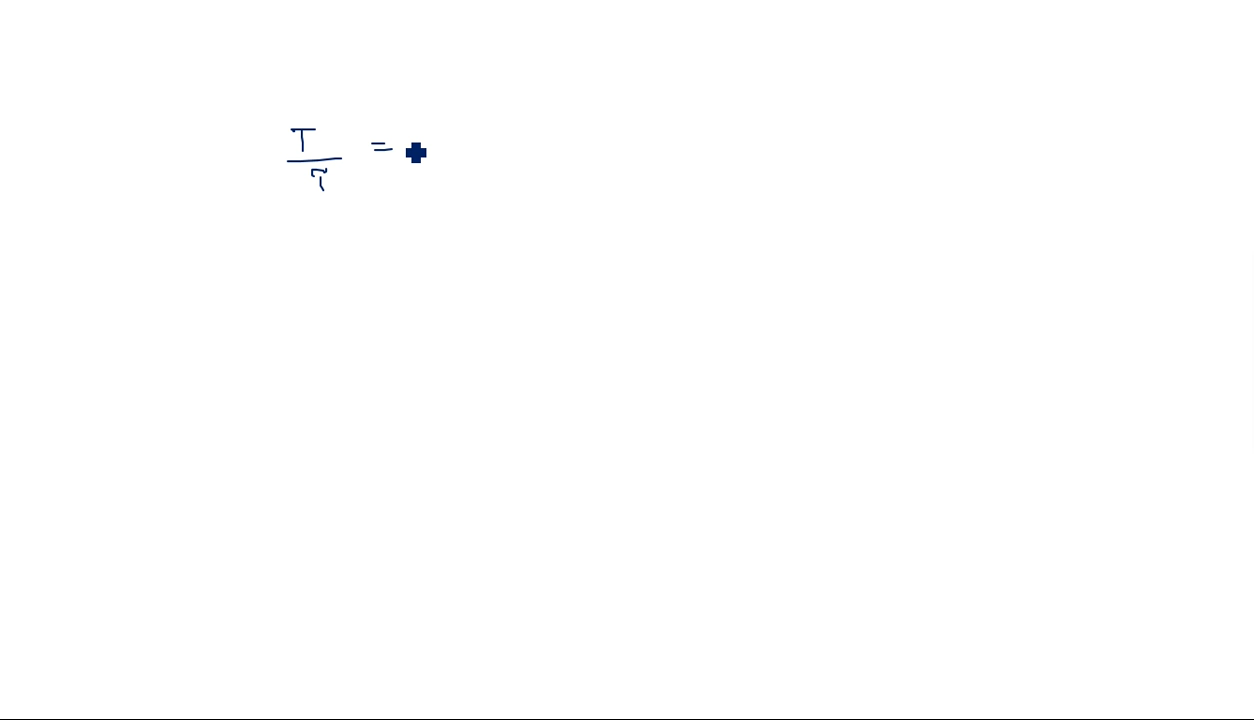 T / τ =